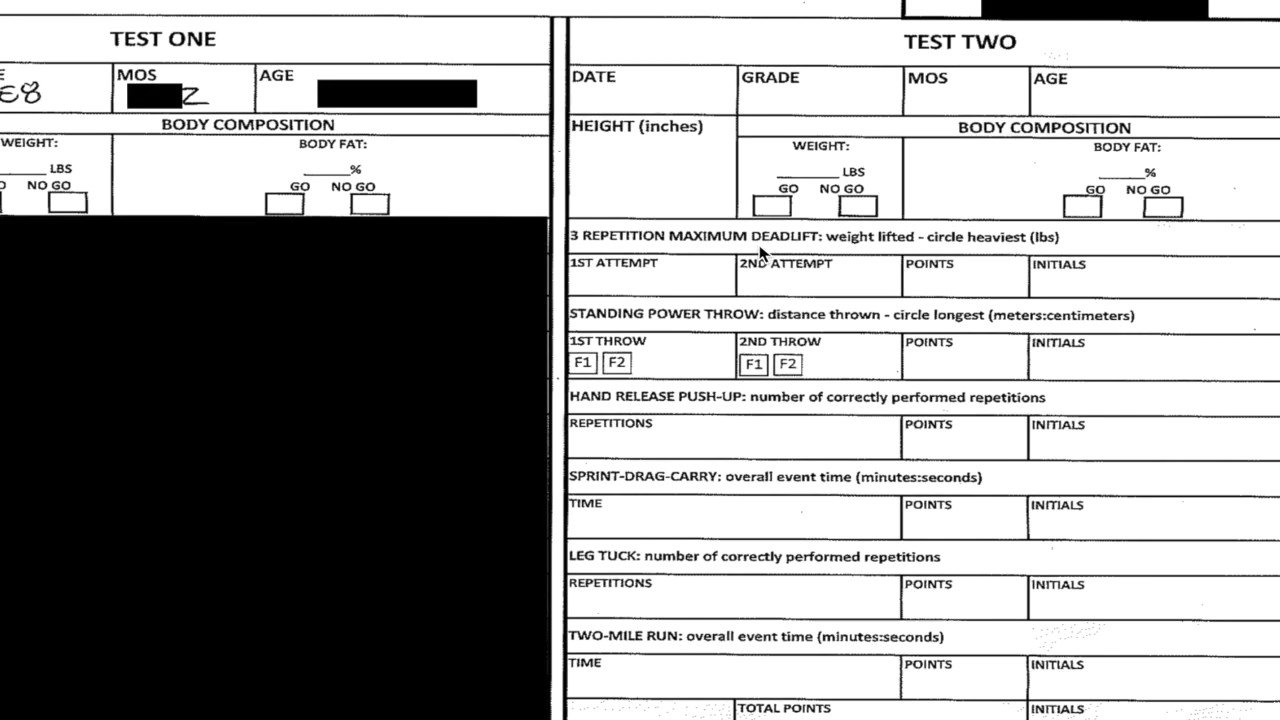 TEST ONE
TEST TWO
E8
MOS
Z
AGE
DATE
GRADE
MOS
AGE
BODY COMPOSITION
WEIGHT:
LBS
NO GO
BODY FAT:
%
GO NO GO
HEIGHT (inches)
BODY COMPOSITION
WEIGHT:
LBS
GO NO GO
BODY FAT:
%
GO NO GO
3 REPETITION MAXIMUM DEADLIFT: weight lifted - circle heaviest (lbs)
1ST ATTEMPT
2ND ATTEMPT
POINTS
INITIALS
STANDING POWER THROW: distance thrown - circle longest (meters:centimeters)
1ST THROW
F1 F2
2ND THROW
F1 F2
POINTS
INITIALS
HAND RELEASE PUSH-UP: number of correctly performed repetitions
REPETITIONS
POINTS
INITIALS
SPRINT-DRAG-CARRY: overall event time (minutes:seconds)
TIME
POINTS
INITIALS
LEG TUCK: number of correctly performed repetitions
REPETITIONS
POINTS
INITIALS
TWO-MILE RUN: overall event time (minutes:seconds)
TIME
POINTS
INITIALS
TOTAL POINTS
INITIALS